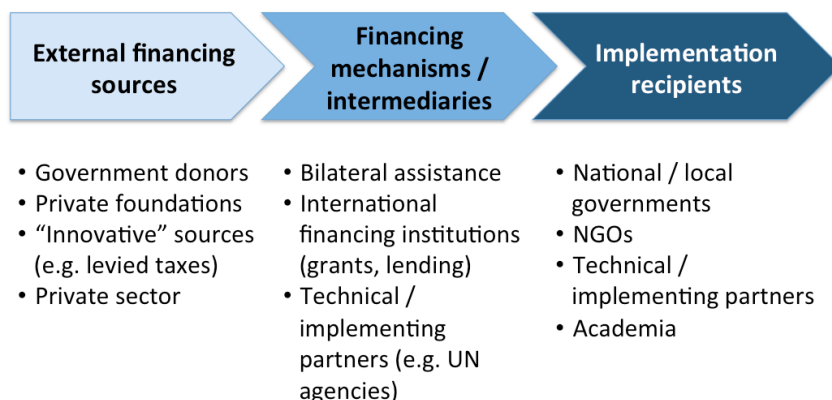 External financing
sources
Financing
mechanisms /
intermediaries
Implementation
recipients
• Government donors
• Private foundations
• “Innovative” sources
(e.g. levied taxes)
• Private sector
• Bilateral assistance
• International
financing institutions
(grants, lending)
• Technical /
implementing
partners (e.g. UN
agencies)
• National / local
governments
• NGOs
• Technical /
implementing partners
• Academia